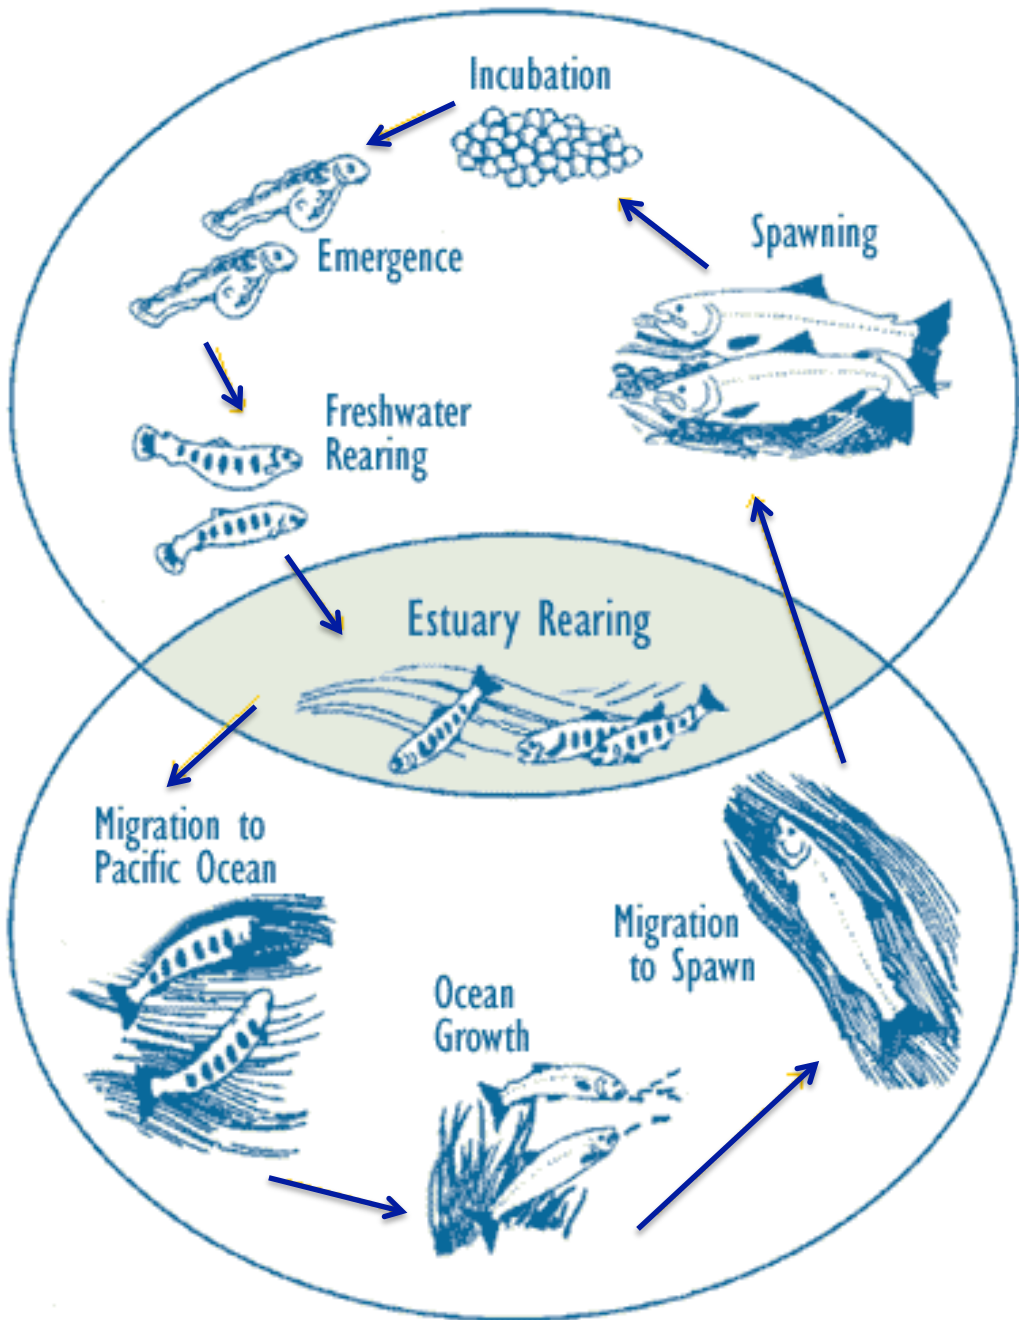 Incubation
Spawning
Emergence
Freshwater
Rearing
Estuary Rearing
Migration to
Pacific Ocean
Migration
to Spawn
Ocean
Growth